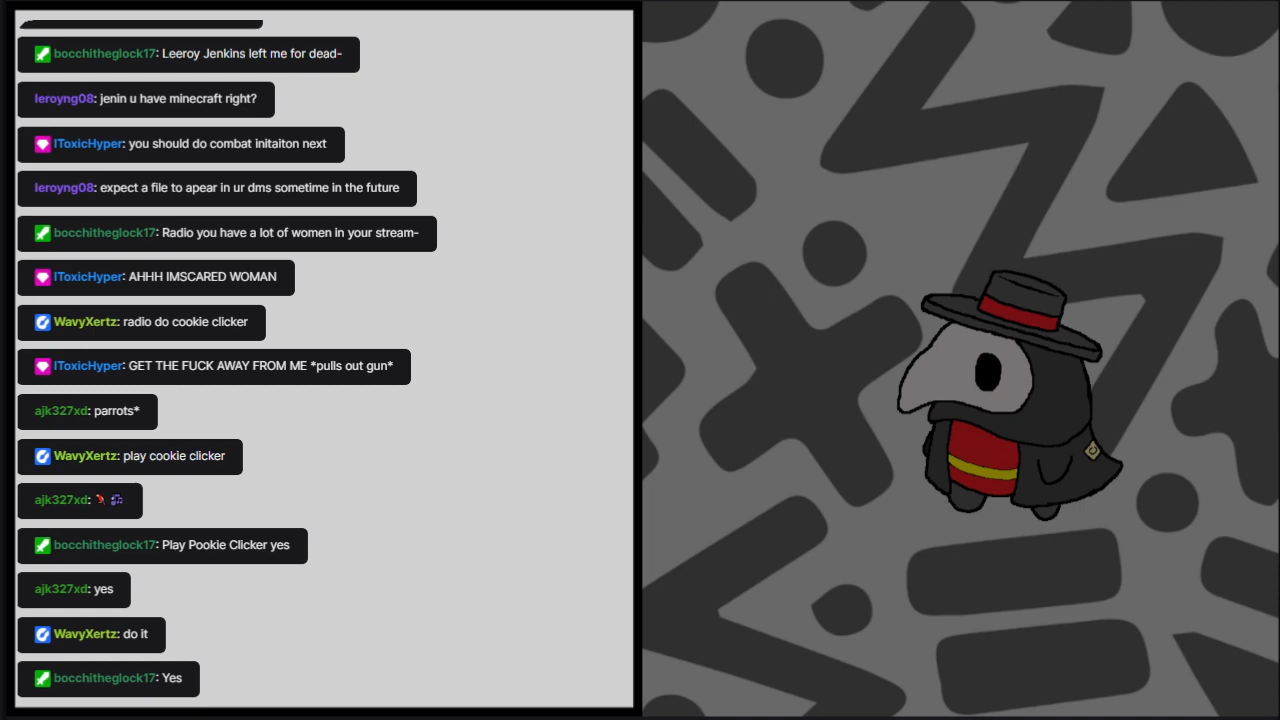 bocchitheglock17: Leeroy Jenkins left me for dead-
leroyng08: jenin u have minecraft right?
IToxicHyper: you should do combat initaiton next
leroyng08: expect a file to apear in ur dms sometime in the future
bocchitheglock17: Radio you have a lot of women in your stream-
IToxicHyper: AHHH IMSCARED WOMAN
WavyXertz: radio do cookie clicker
IToxicHyper: GET THE FUCK AWAY FROM ME *pulls out gun*
ajk327xd: parrots*
WavyXertz: play cookie clicker
ajk327xd:
bocchitheglock17: Play Pookie Clicker yes
ajk327xd: yes
WavyXertz: do it
bocchitheglock17: Yes